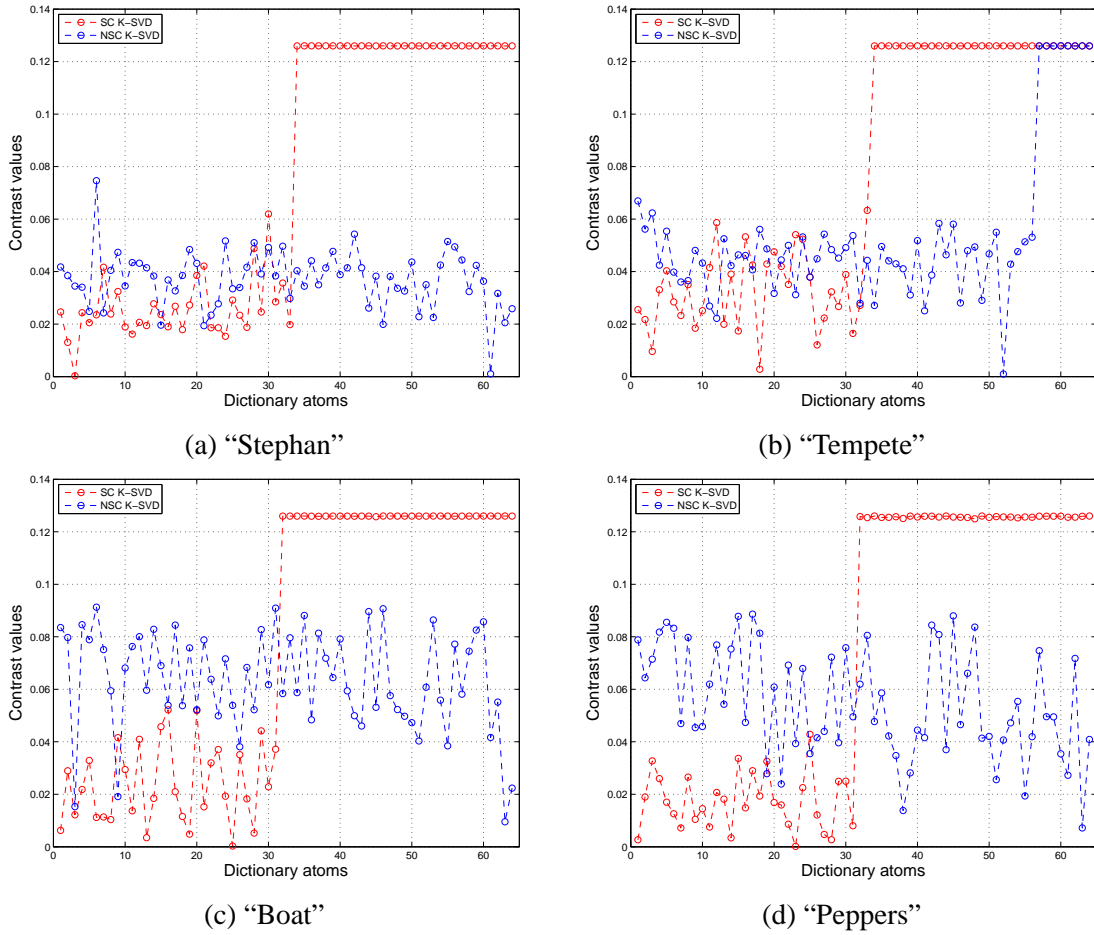 0.14
0.12
0.1
0.08
0.06
0.04
0.02
0
0 10 20 30 40 50 60
Contrast values
Dictionary atoms
SC K−SVD
NSC K−SVD
(a) “Stephan”
0.14
0.12
0.1
0.08
0.06
0.04
0.02
0
0 10 20 30 40 50 60
Contrast values
Dictionary atoms
SC K−SVD
NSC K−SVD
(b) “Tempete”
0.14
0.12
0.1
0.08
0.06
0.04
0.02
0
0 10 20 30 40 50 60
Contrast values
Dictionary atoms
SC K−SVD
NSC K−SVD
(c) “Boat”
0.14
0.12
0.1
0.08
0.06
0.04
0.02
0
0 10 20 30 40 50 60
Contrast values
Dictionary atoms
SC K−SVD
NSC K−SVD
(d) “Peppers”